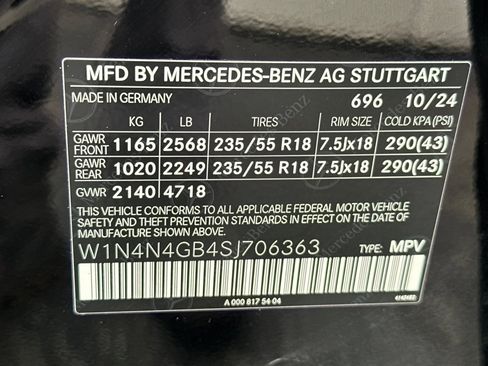 MFD BY MERCEDES-BENZ AG STUTTGART
MADE IN GERMANY 696 10/24
KG LB TIRES RIM SIZE COLD KPA (PSI)
GAWR FRONT 1165 2568 235/55 R18 7.5Jx18 290(43)
GAWR REAR 1020 2249 235/55 R18 7.5Jx18 290(43)
GVWR 2140 4718
THIS VEHICLE CONFORMS TO ALL APPLICABLE FEDERAL MOTOR VEHICLE
SAFETY, BUMPER, AND THEFT PREVENTION STANDARDS IN EFFECT ON THE
DATE OF MANUFACTURE SHOWN ABOVE.
W1N4N4GB4SJ706363 TYPE: MPV
A 000 817 54 04